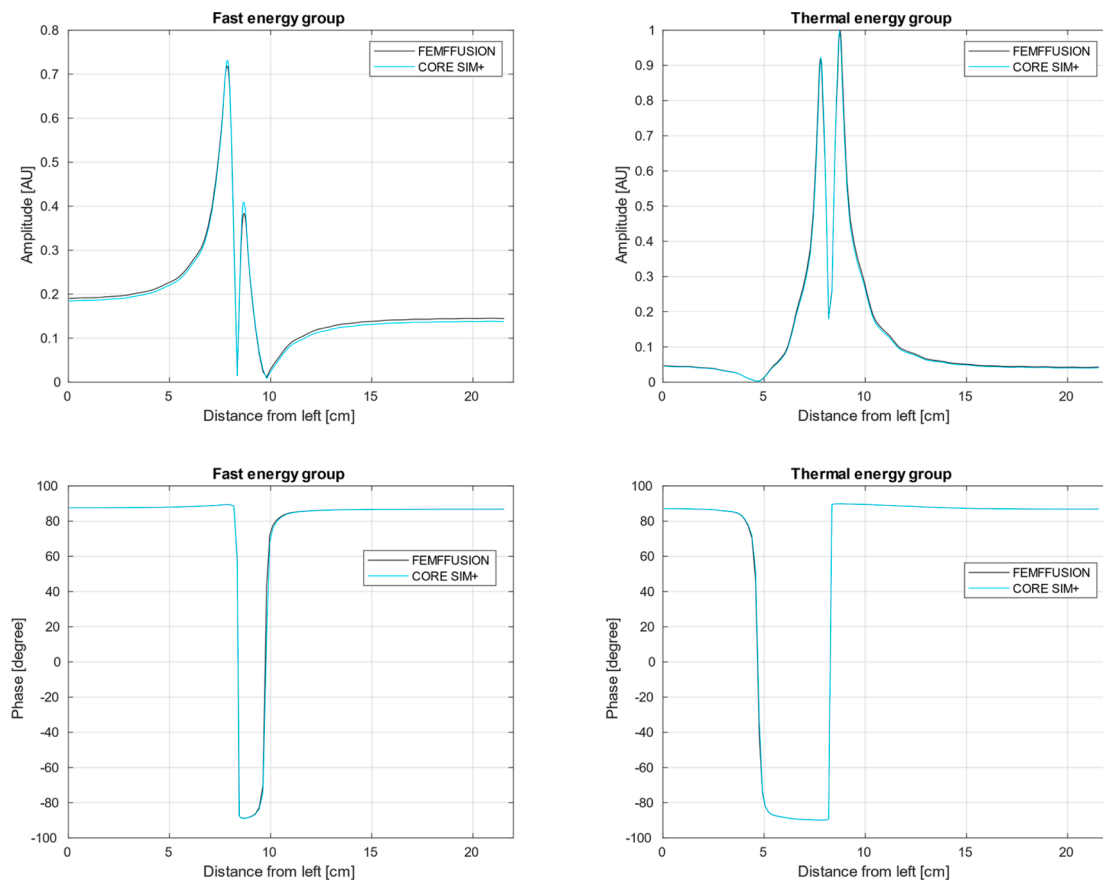 Fast energy group
0.8
0.7
0.6
0.5
0.4
0.3
0.2
0.1
0
Amplitude [AU]
FEMFFUSION
CORE SIM+
0 5 10 15 20
Distance from left [cm]
Thermal energy group
1
0.9
0.8
0.7
0.6
0.5
0.4
0.3
0.2
0.1
0
Amplitude [AU]
FEMFFUSION
CORE SIM+
0 5 10 15 20
Distance from left [cm]
Fast energy group
100
80
60
40
20
0
-20
-40
-60
-80
-100
Phase [degree]
FEMFFUSION
CORE SIM+
0 5 10 15 20
Distance from left [cm]
Thermal energy group
100
80
60
40
20
0
-20
-40
-60
-80
-100
Phase [degree]
FEMFFUSION
CORE SIM+
0 5 10 15 20
Distance from left [cm]